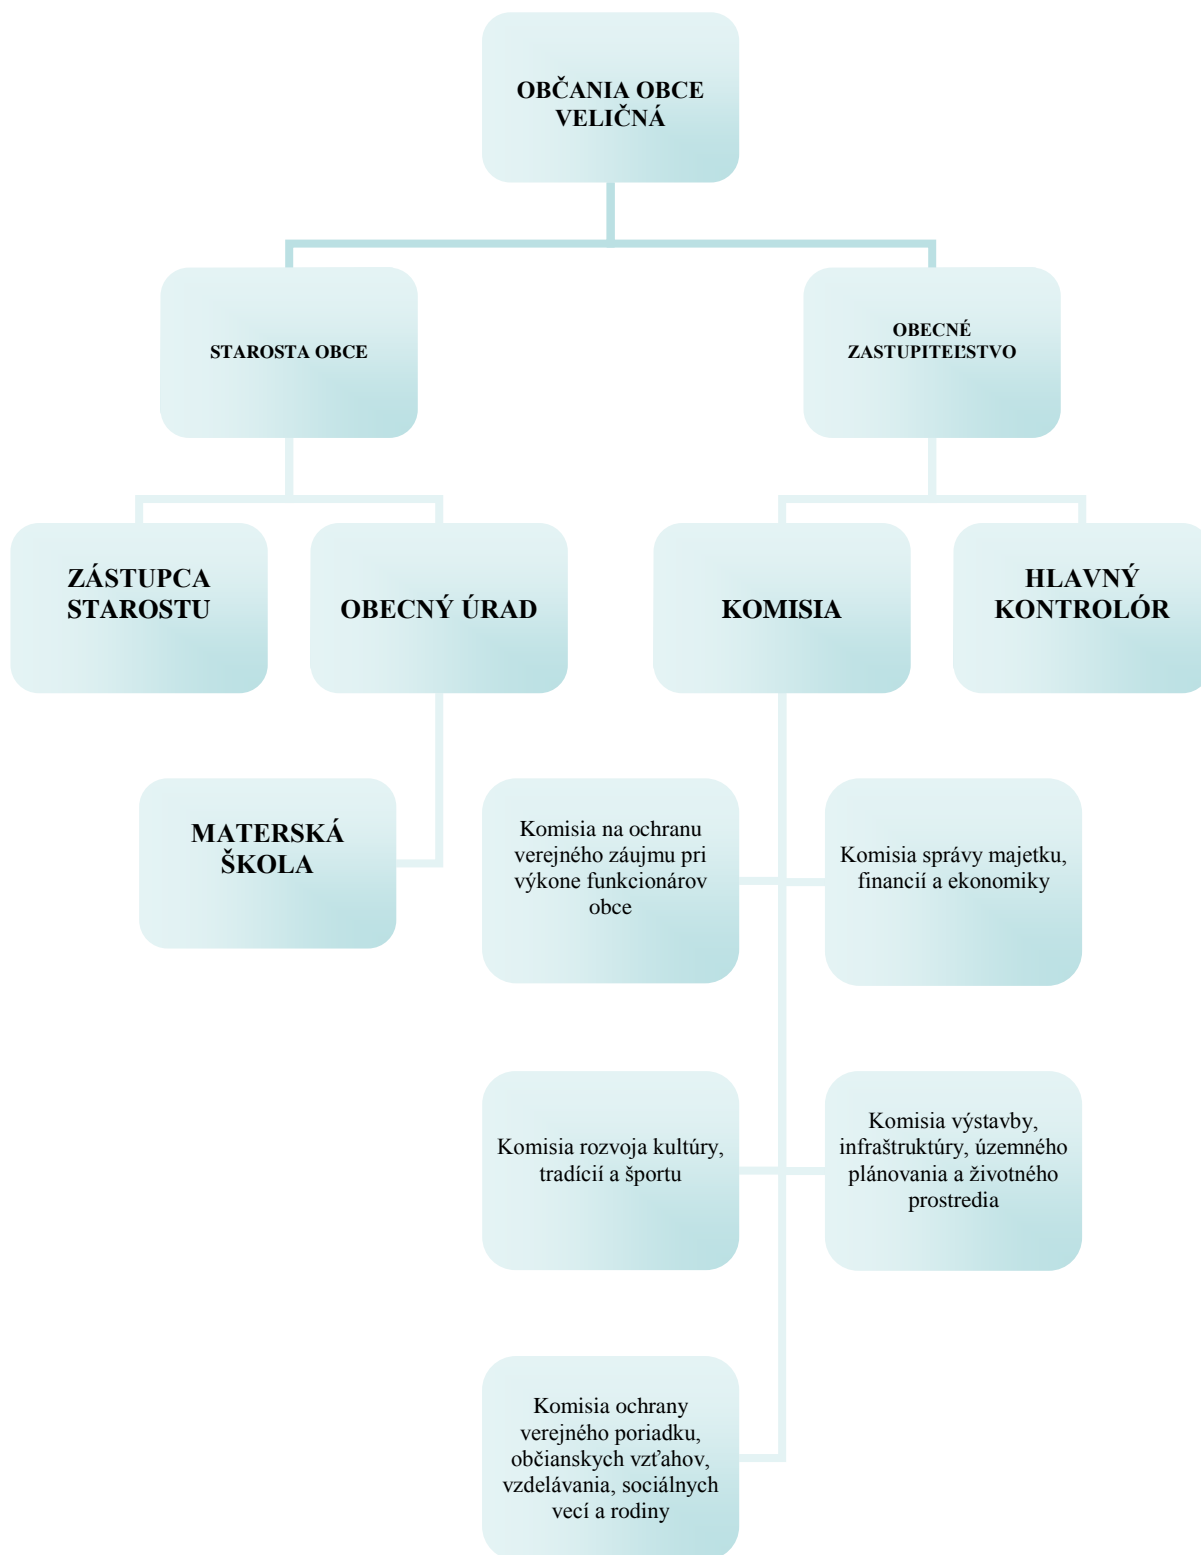 OBČANIA OBCE
VELIČNÁ
STAROSTA OBCE
OBECNÉ
ZASTUPITEĽSTVO
ZÁSTUPCA
STAROSTU
OBECNÝ ÚRAD
KOMISIA
HLAVNÝ
KONTROLÓR
MATERSKÁ
ŠKOLA
Komisia na ochranu
verejného záujmu pri
výkone funkcionárov
obce
Komisia správy majetku,
financií a ekonomiky
Komisia rozvoja kultúry,
tradícií a športu
Komisia výstavby,
infraštruktúry, územného
plánovania a životného
prostredia
Komisia ochrany
verejného poriadku,
občianskych vzťahov,
vzdelávania, sociálnych
vecí a rodiny